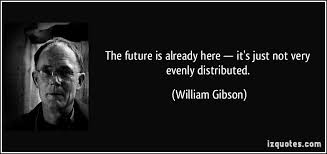 The future is already here — it's just not very
evenly distributed.
(William Gibson)
izquotes.com